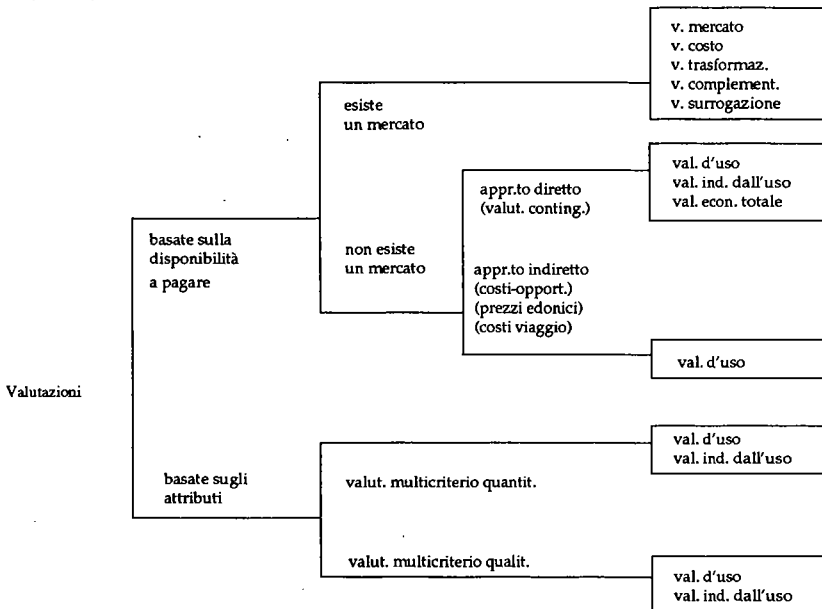 v. mercato
v. costo
v. trasformaz.
v. complement.
v. surrogazione
esiste
un mercato
val. d'uso
val. ind. dall'uso
val. econ. totale
appr.to diretto
(valut. conting.)
basate sulla
disponibilità
a pagare
non esiste
un mercato
appr.to indiretto
(costi-opport.)
(prezzi edonici)
(costi viaggio)
val. d'uso
Valutazioni
val. d'uso
val. ind. dall'uso
basate sugli
attributi
valut. multicriterio quantit.
valut. multicriterio qualit.
val. d'uso
val. ind. dall'uso